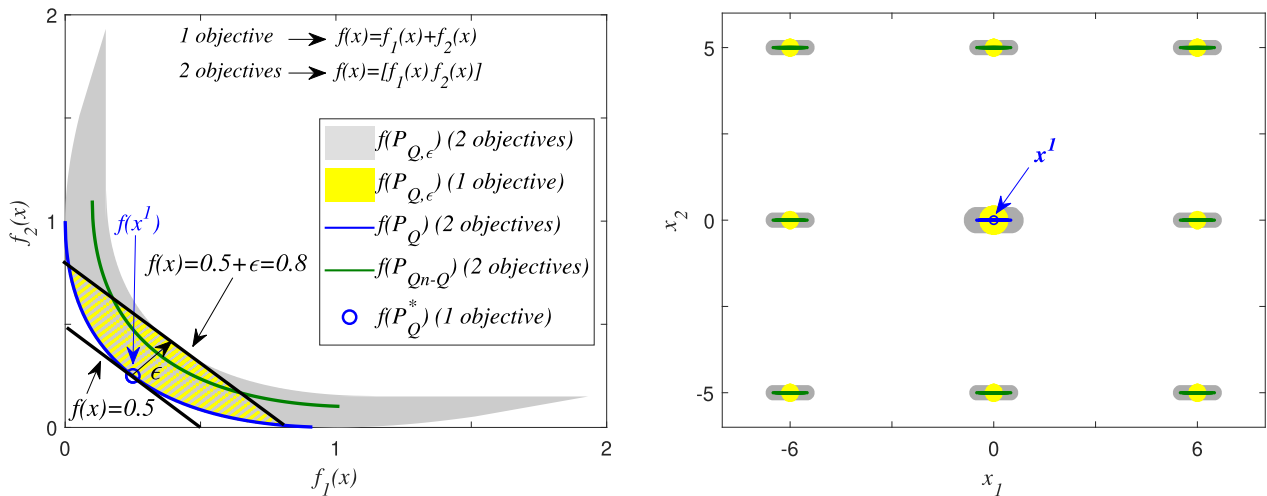 1 objective f(x)=f1(x)+f2(x)
2 objectives f(x)=[f1(x) f2(x)]
f(PQ,ϵ) (2 objectives)
f(PQ,ϵ) (1 objective)
f(PQ) (2 objectives)
f(PQn-Q) (2 objectives)
f(P*Q) (1 objective)
f(x1)
f(x)=0.5+ϵ=0.8
ϵ
f(x)=0.5
2
1
0
0
1
2
f1(x)
f2(x)
x1
5
0
-5
-6
0
6
x1
x2